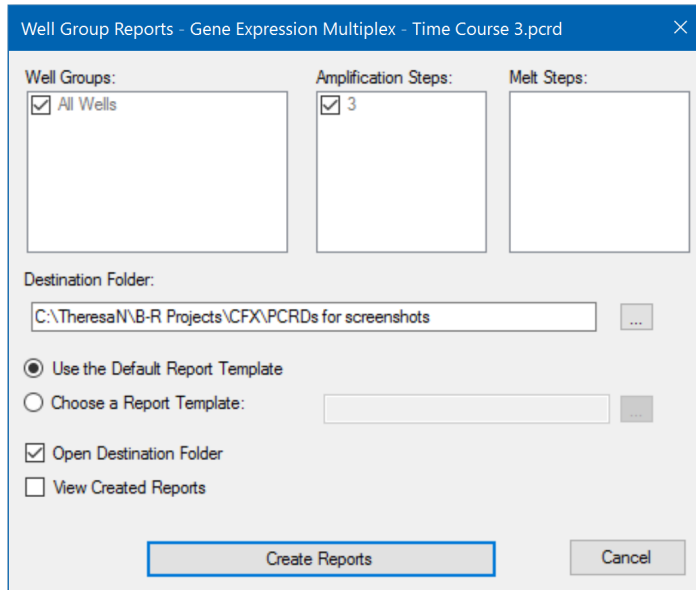 Well Group Reports - Gene Expression Multiplex - Time Course 3.pcrd
Well Groups:
Amplification Steps:
Melt Steps:
All Wells
3
Destination Folder:
C:\TheresaN\B-R Projects\CFX\PCRDs for screenshots
...
Use the Default Report Template
Choose a Report Template:
...
Open Destination Folder
View Created Reports
Create Reports
Cancel